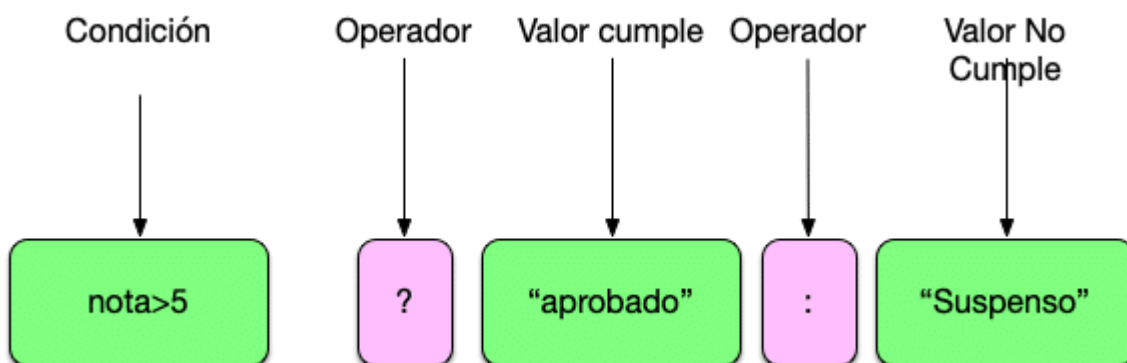 Condición Operador Valor cumple Operador Valor No
Cumple
nota>5 ? “aprobado” : “Suspenso”